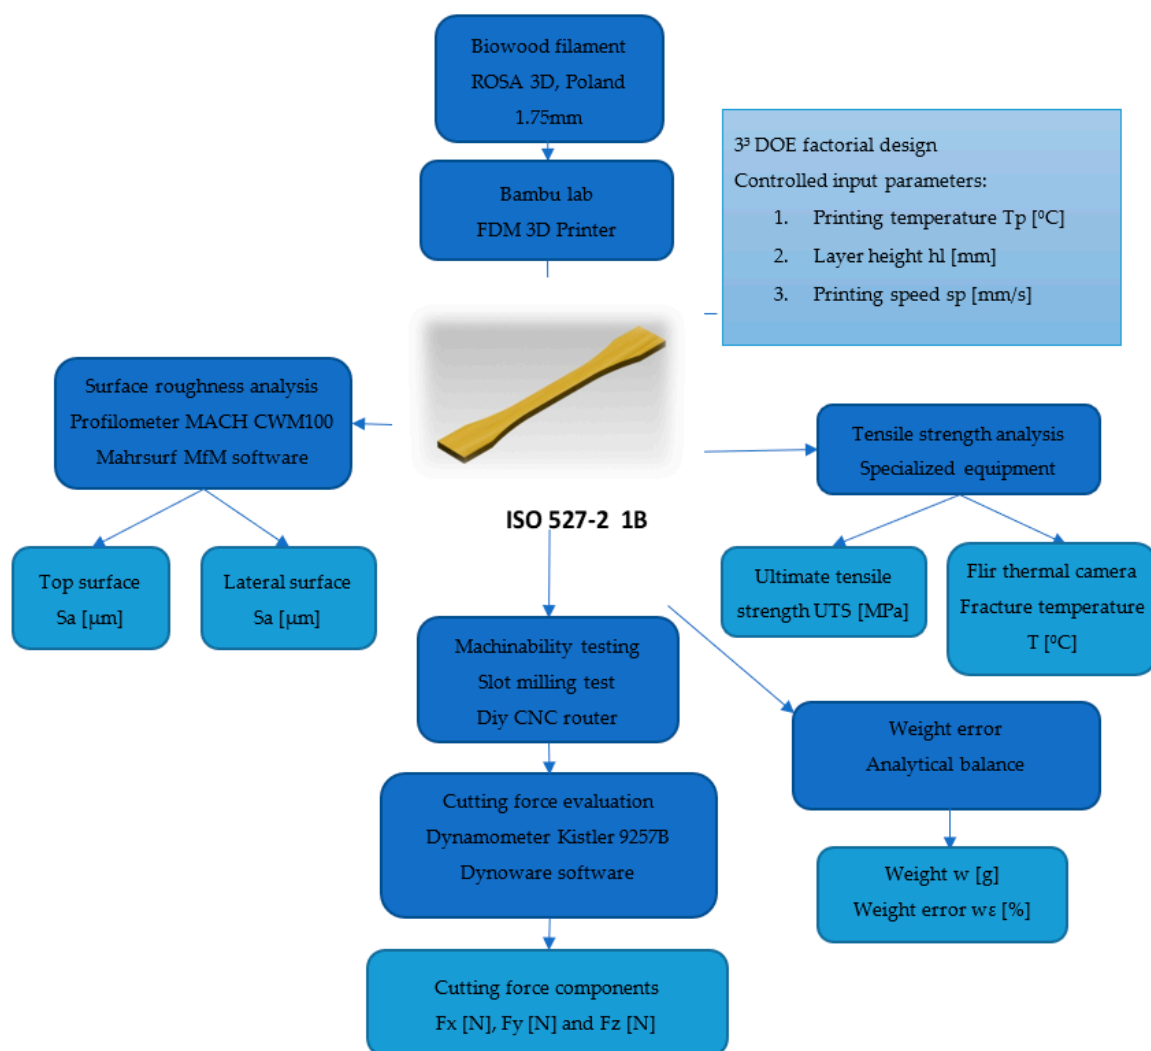 Biowood filament
ROSA 3D, Poland
1.75mm
Bambu lab
FDM 3D Printer
3³ DOE factorial design
Controlled input parameters:
1. Printing temperature Tp [⁰C]
2. Layer height hl [mm]
3. Printing speed sp [mm/s]
Surface roughness analysis
Profilometer MACH CWM100
Mahrsurf MfM software
Top surface
Sa [µm]
Lateral surface
Sa [µm]
ISO 527-2 1B
Tensile strength analysis
Specialized equipment
Ultimate tensile
strength UTS [MPa]
Flir thermal camera
Fracture temperature
T [⁰C]
Machinability testing
Slot milling test
Diy CNC router
Weight error
Analytical balance
Cutting force evaluation
Dynamometer Kistler 9257B
Dynoware software
Weight w [g]
Weight error wε [%]
Cutting force components
Fx [N], Fy [N] and Fz [N]